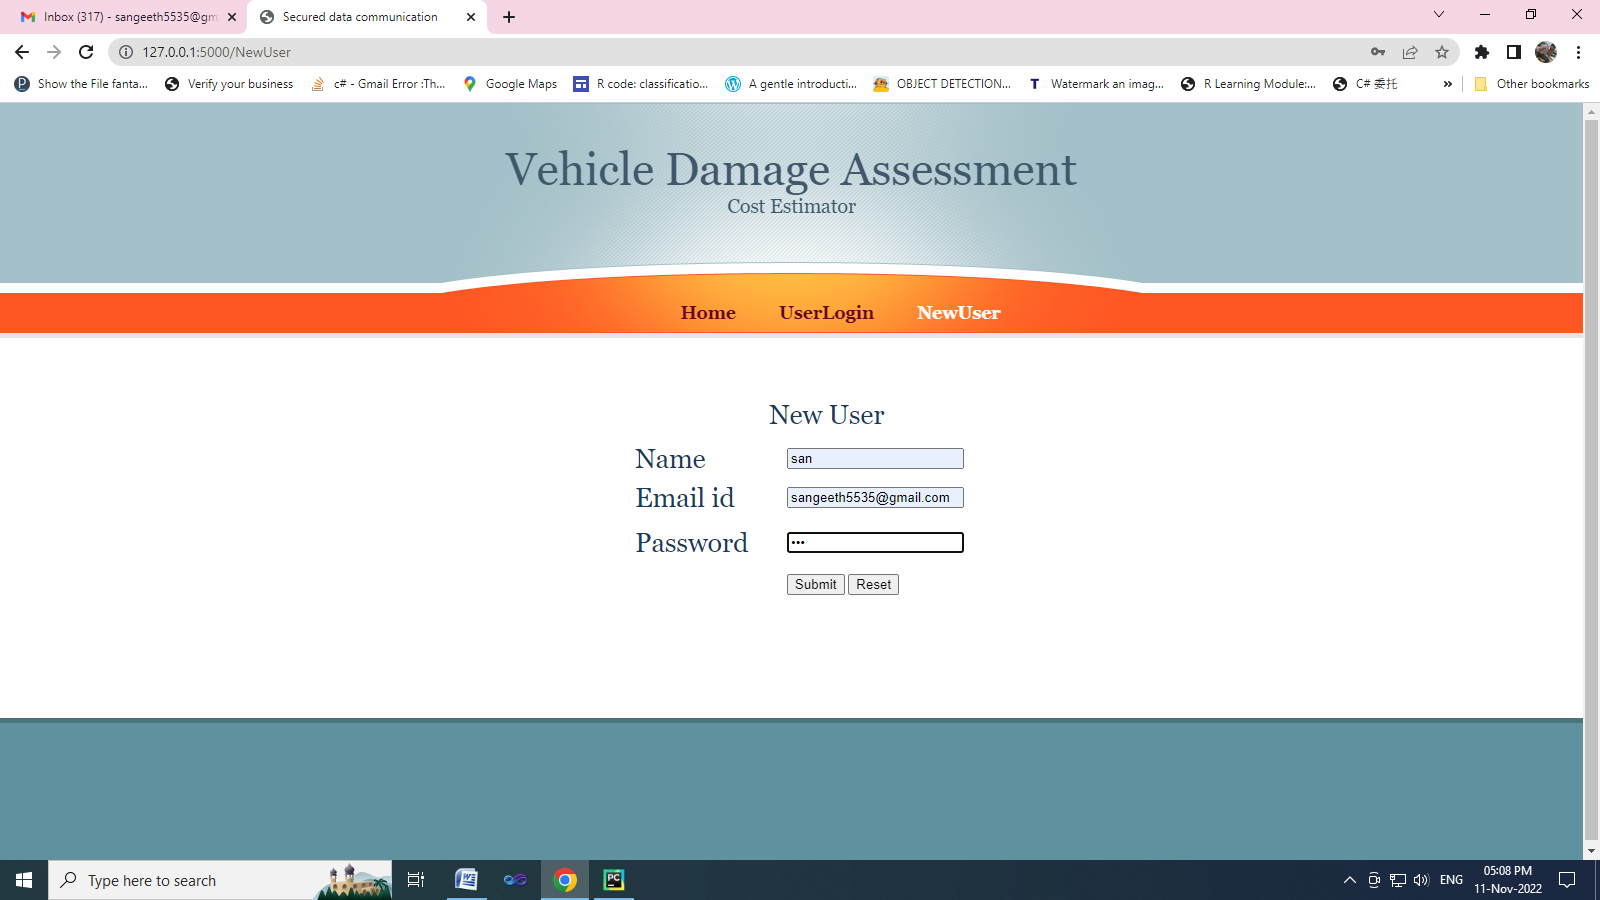 Inbox (317) - sangeeth5535@gm
Secured data communication
127.0.0.1:5000/NewUser
Show the File fanta...
Verify your business
c# - Gmail Error :Th...
Google Maps
R code: classificatio...
A gentle introducti...
OBJECT DETECTION...
T
Watermark an imag...
R Learning Module:...
C# 委托
»
Other bookmarks
Vehicle Damage Assessment
Cost Estimator
Home
UserLogin
NewUser
New User
Name
san
Email id
sangeeth5535@gmail.com
Password
•••
Submit
Reset
Type here to search
PC
ENG
05:08 PM
11-Nov-2022